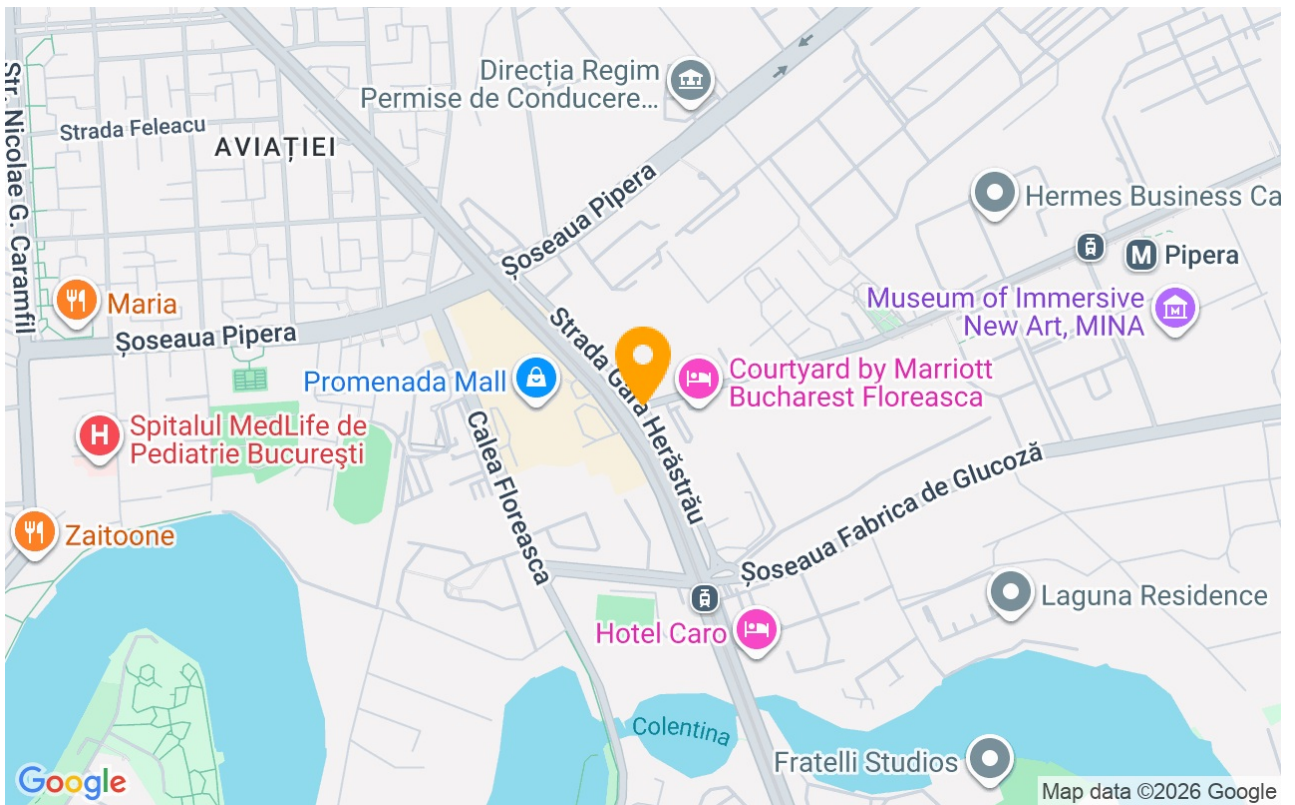 Direcția Regim
Permise de Conducere...
Str. Nicolae G. Caramfil
Strada Feleacu
AVIAȚIEI
Șoseaua Pipera
Hermes Business Ca
M Pipera
Maria
Șoseaua Pipera
Museum of Immersive
New Art, MINA
Strada Gara Herăstrău
Promenada Mall
Courtyard by Marriott
Bucharest Floreasca
H
Spitalul MedLife de
Pediatrie București
Calea Floreasca
Șoseaua Fabrica de Glucoză
Zaitoone
Laguna Residence
Hotel Caro
Colentina
Fratelli Studios
Google
Map data ©2026 Google